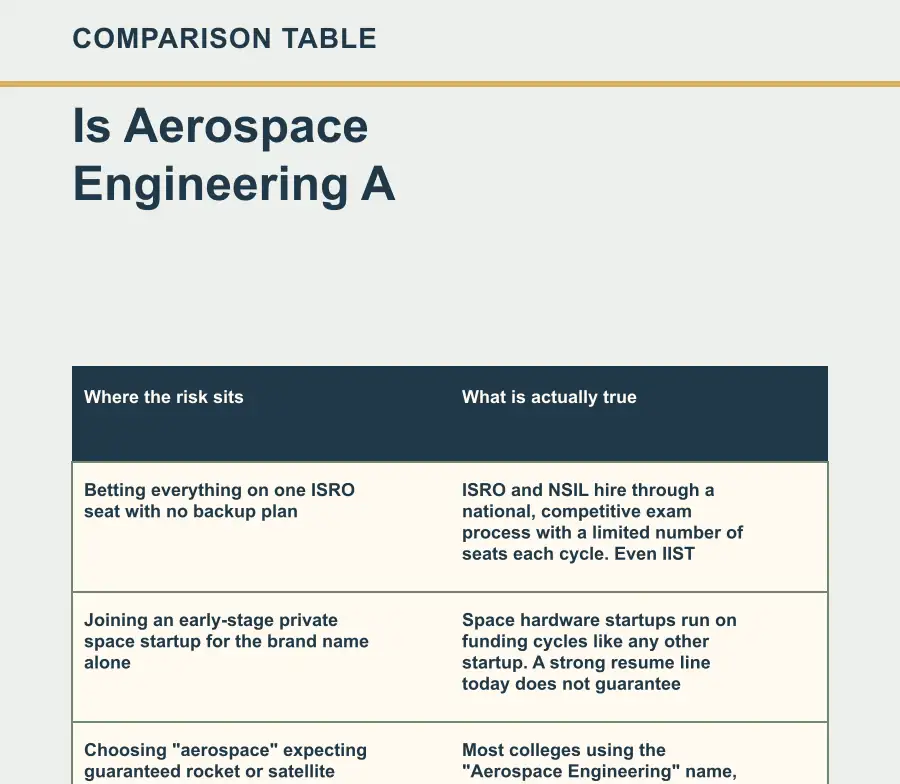 COMPARISON TABLE
Is Aerospace
Engineering A
Where the risk sits
What is actually true
Betting everything on one ISRO
seat with no backup plan
ISRO and NSIL hire through a
national, competitive exam
process with a limited number of
seats each cycle. Even IIST
Joining an early-stage private
space startup for the brand name
alone
Space hardware startups run on
funding cycles like any other
startup. A strong resume line
today does not guarantee
Choosing "aerospace" expecting
guaranteed rocket or satellite
Most colleges using the
"Aerospace Engineering" name,